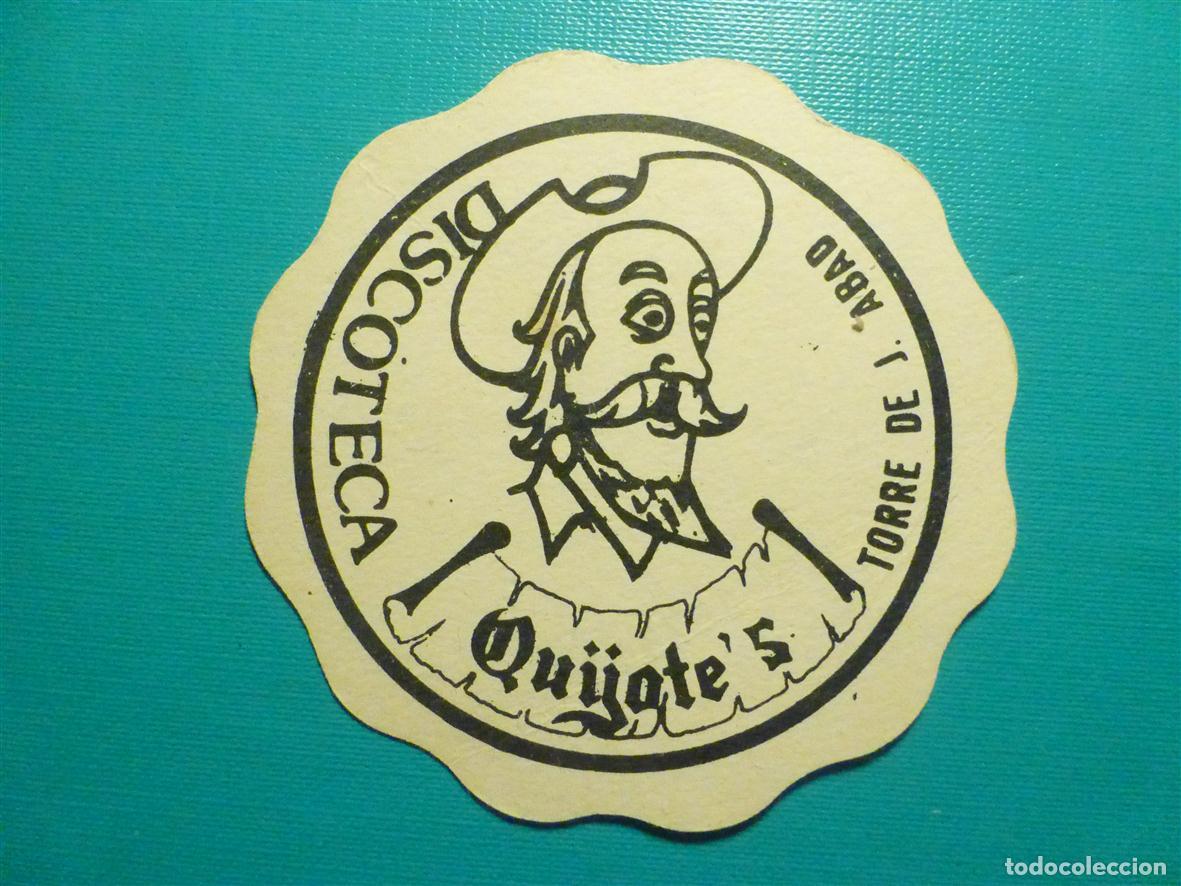 DISCOTECA
TORRE DE J. ABAD
Quijote's
todocoleccion